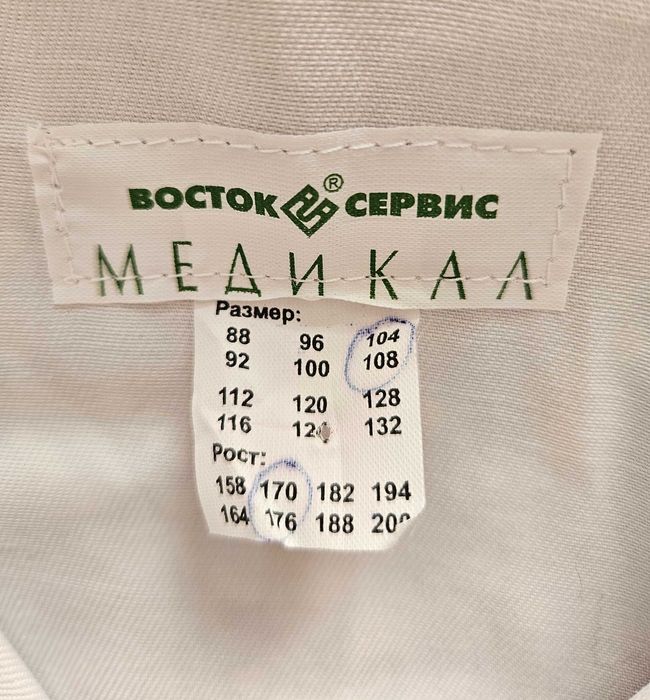 ВОСТОК ® СЕРВИС
МЕДИКАЛ
Размер:
88 96 104
92 100 108
112 120 128
116 132
Рост:
158 170 182 194
164 176 188